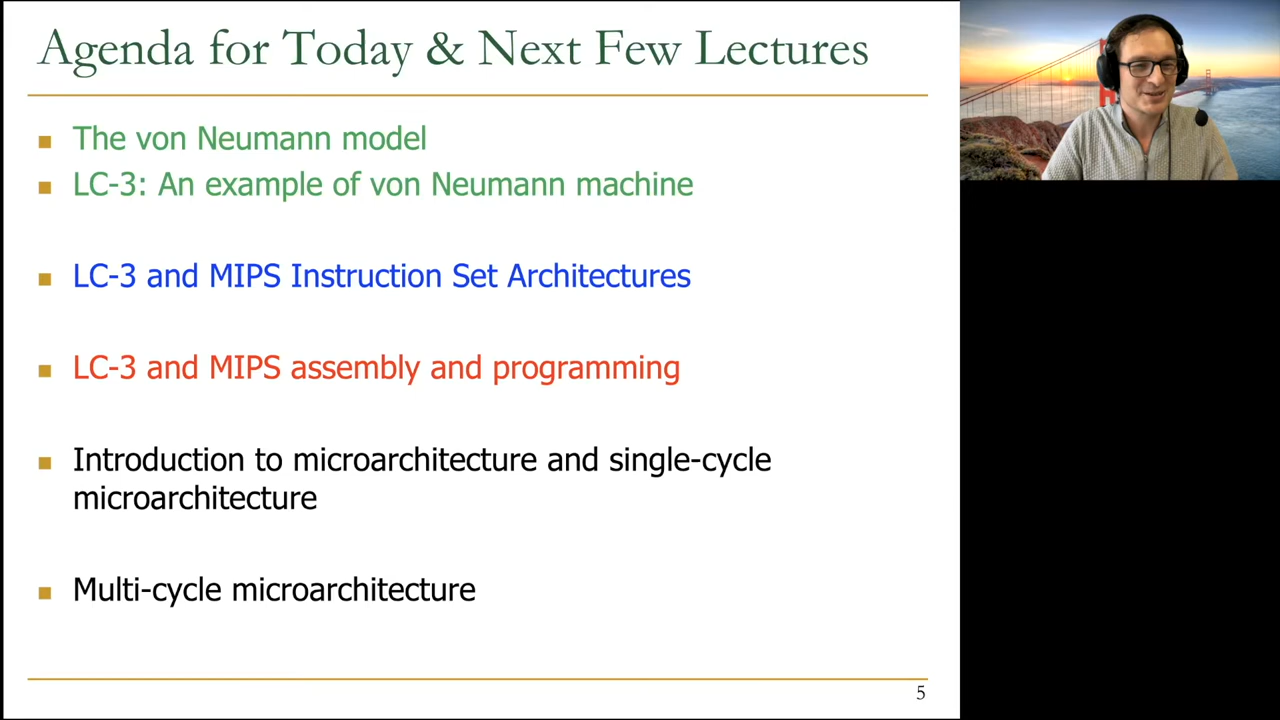 Agenda for Today & Next Few Lectures
The von Neumann model
LC-3: An example of von Neumann machine
LC-3 and MIPS Instruction Set Architectures
LC-3 and MIPS assembly and programming
Introduction to microarchitecture and single-cycle
microarchitecture
Multi-cycle microarchitecture
5